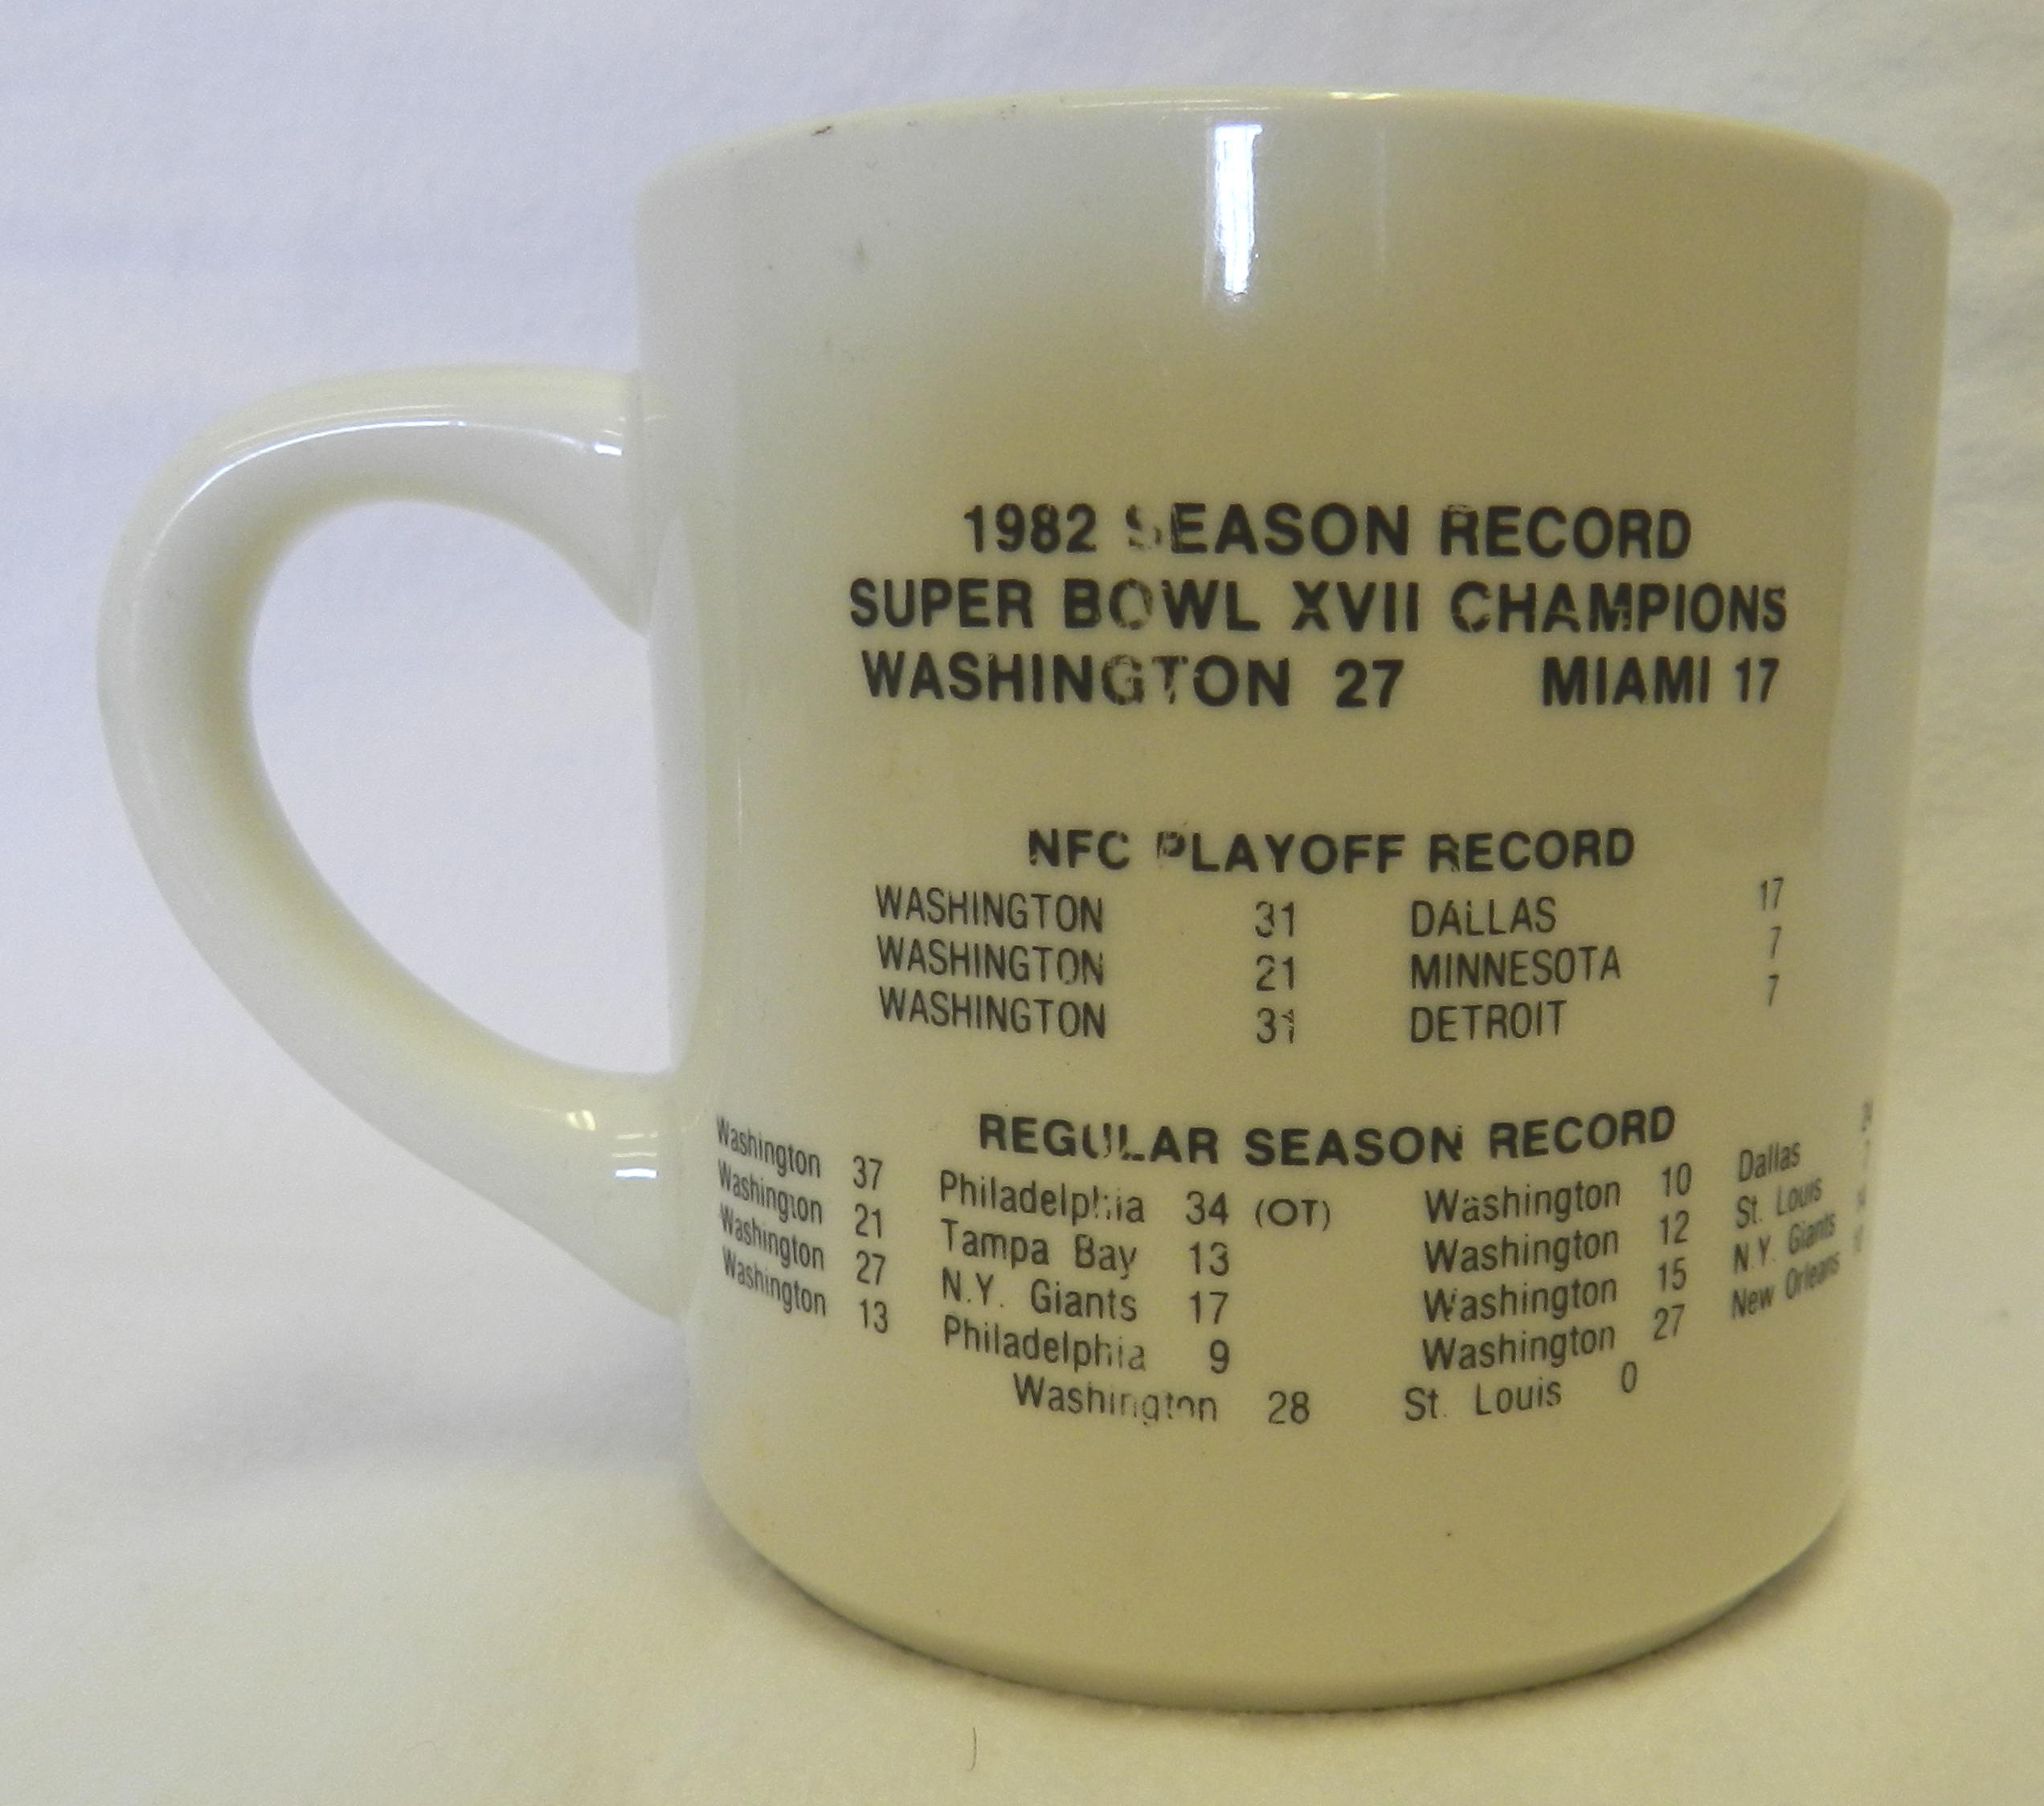 1982 SEASON RECORD
SUPER BOWL XVII CHAMPIONS
WASHINGTON 27 MIAMI 17
NFC PLAYOFF RECORD
WASHINGTON 31 DALLAS 17
WASHINGTON 21 MINNESOTA 7
WASHINGTON 31 DETROIT 7
REGULAR SEASON RECORD
Washington 37 Philadelphia 34 (OT) Washington 10 Dallas
Washington 21 Tampa Bay 13 Washington 12 St. Louis
Washington 27 N.Y. Giants 17 Washington 15 N.Y. Giants
Washington 13 Philadelphia 9 Washington 27 New Orleans
Washington 28 St. Louis 0